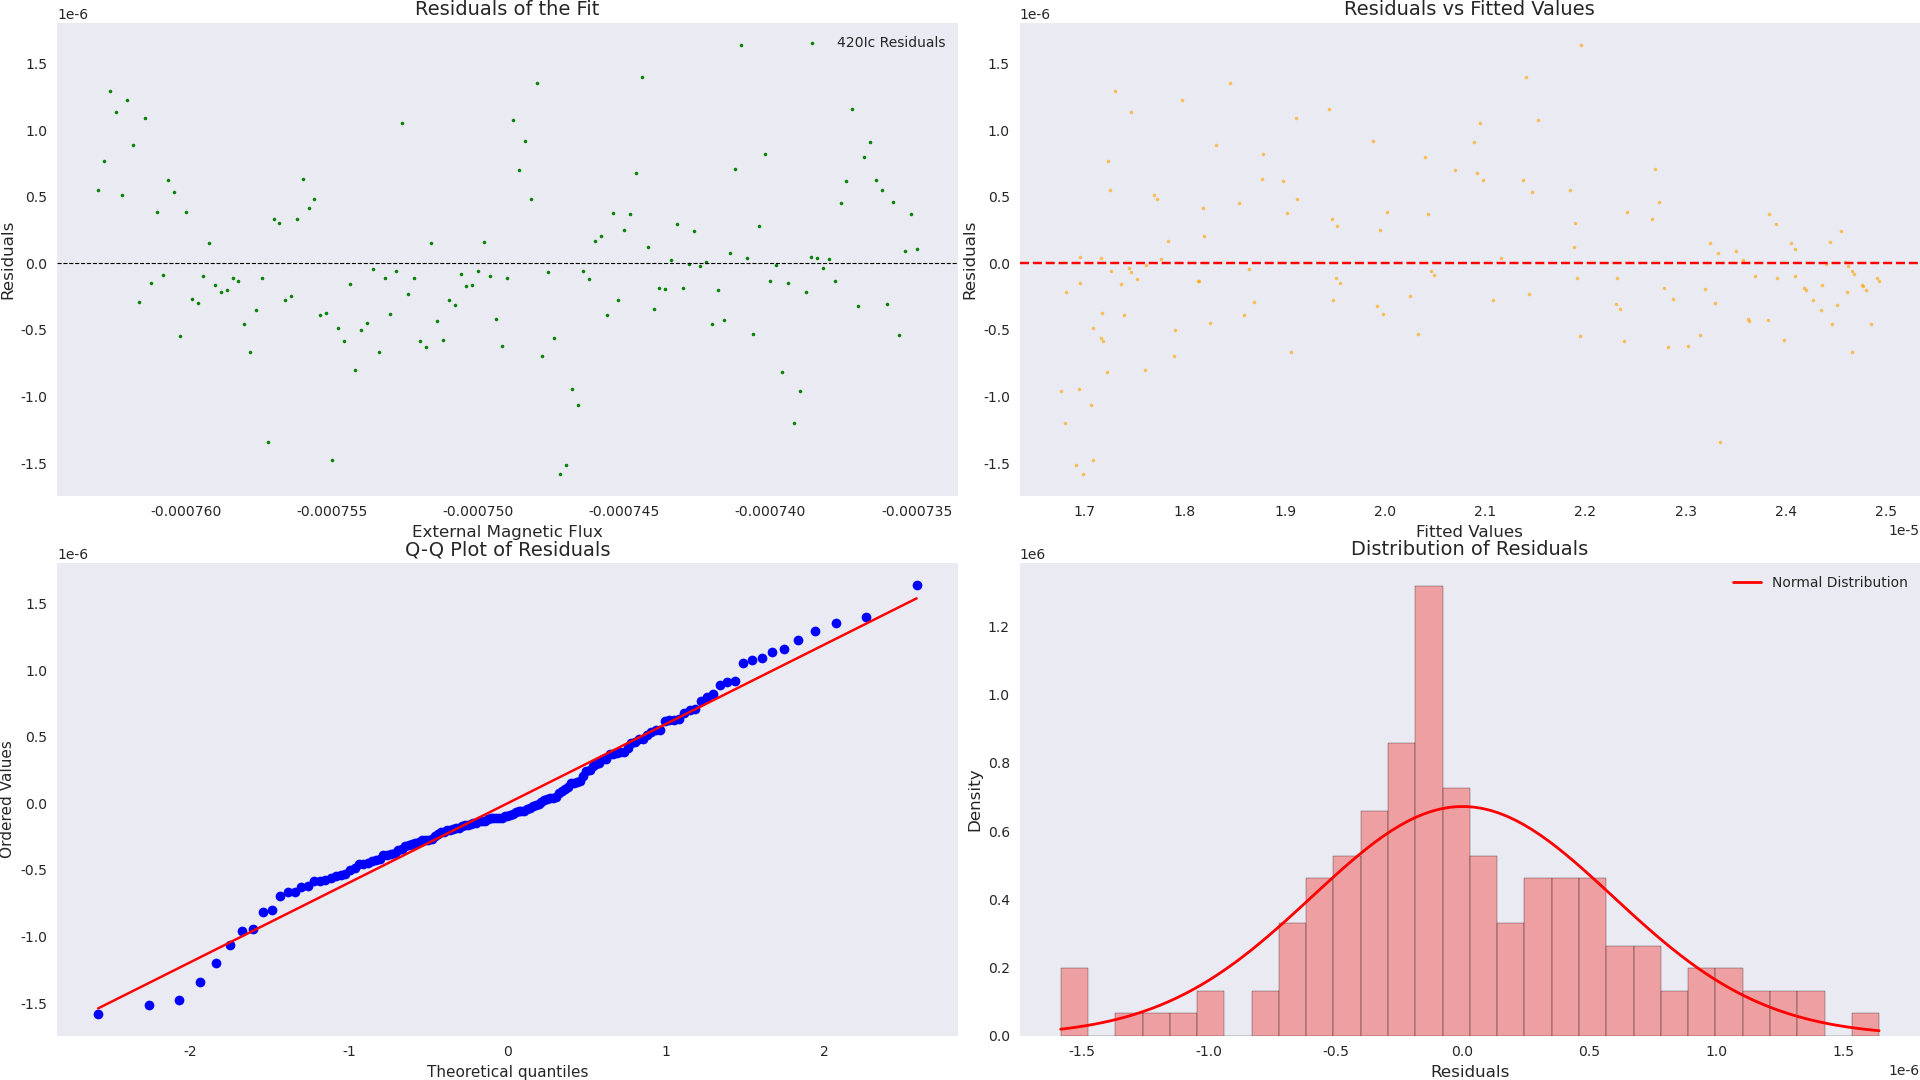 Residuals of the Fit
1e-6
420Ic Residuals
1.5
1.0
0.5
0.0
-0.5
-1.0
-1.5
Residuals
-0.000760 -0.000755 -0.000750 -0.000745 -0.000740 -0.000735
External Magnetic Flux
Residuals vs Fitted Values
1e-6
1.5
1.0
0.5
0.0
-0.5
-1.0
-1.5
Residuals
1.7 1.8 1.9 2.0 2.1 2.2 2.3 2.4 2.5
Fitted Values
1e-5
Q-Q Plot of Residuals
1e-6
1.5
1.0
0.5
0.0
-0.5
-1.0
-1.5
Ordered Values
-2 -1 0 1 2
Theoretical quantiles
Distribution of Residuals
1e6
Normal Distribution
1.2
1.0
0.8
0.6
0.4
0.2
0.0
Density
-1.5 -1.0 -0.5 0.0 0.5 1.0 1.5
Residuals
1e-6